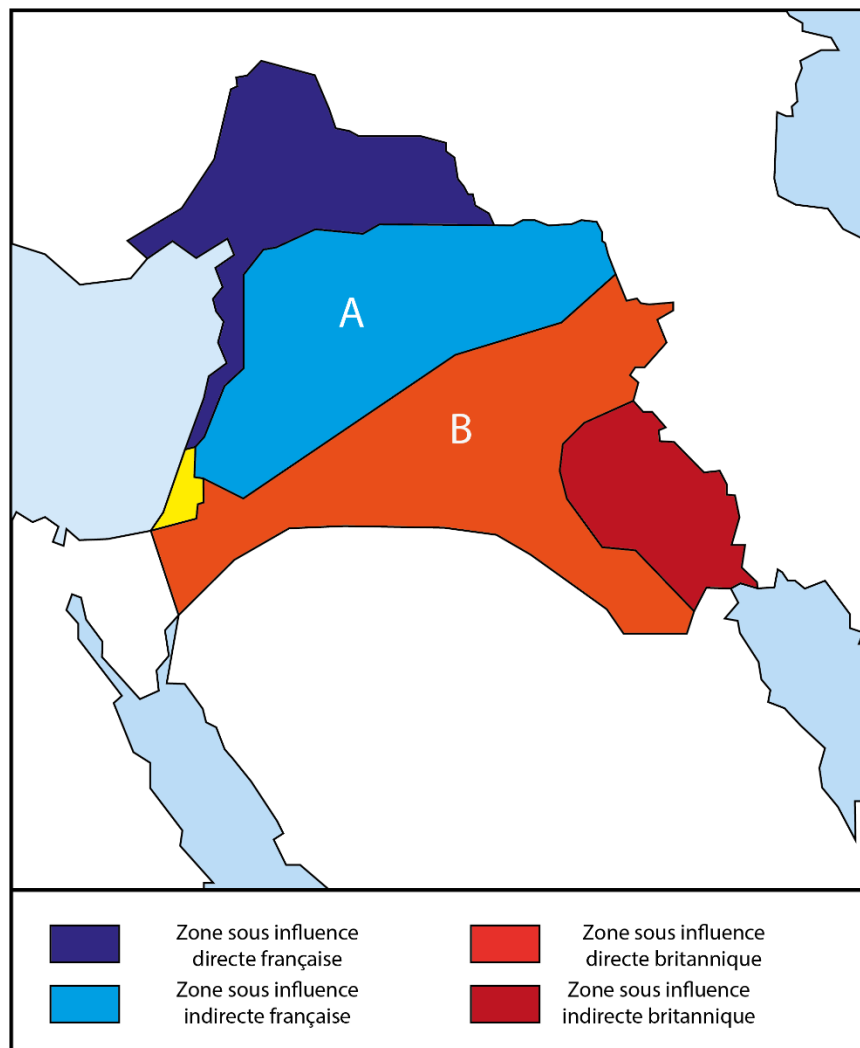 A
B
Zone sous influence
directe française
Zone sous influence
indirecte française
Zone sous influence
directe britannique
Zone sous influence
indirecte britannique